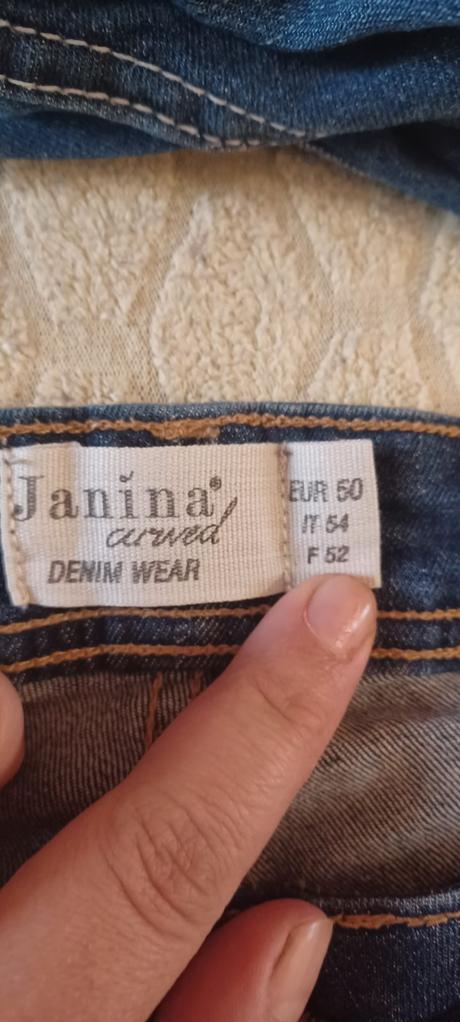 Janina®
curved
DENIM WEAR
EUR 50
IT 54
F 52